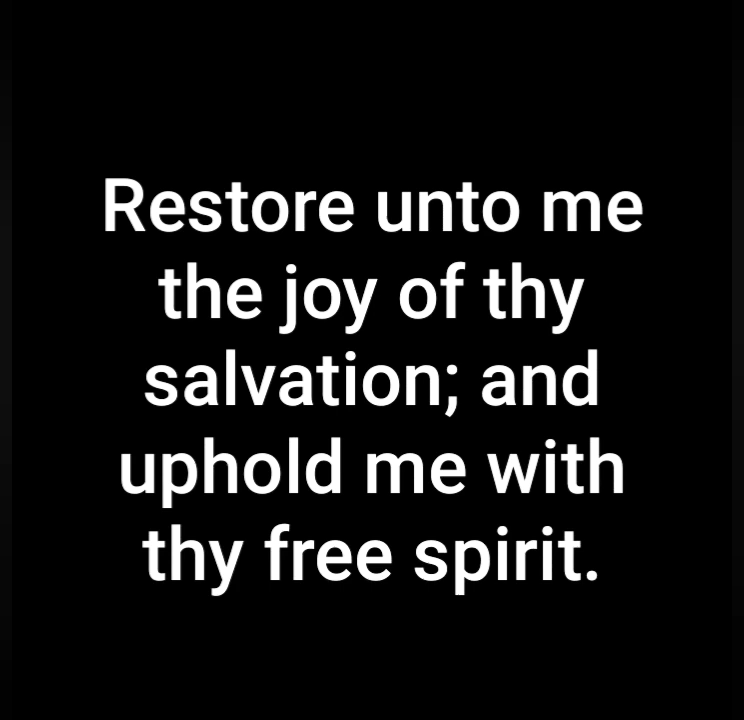 Restore unto me
the joy of thy
salvation; and
uphold me with
thy free spirit.